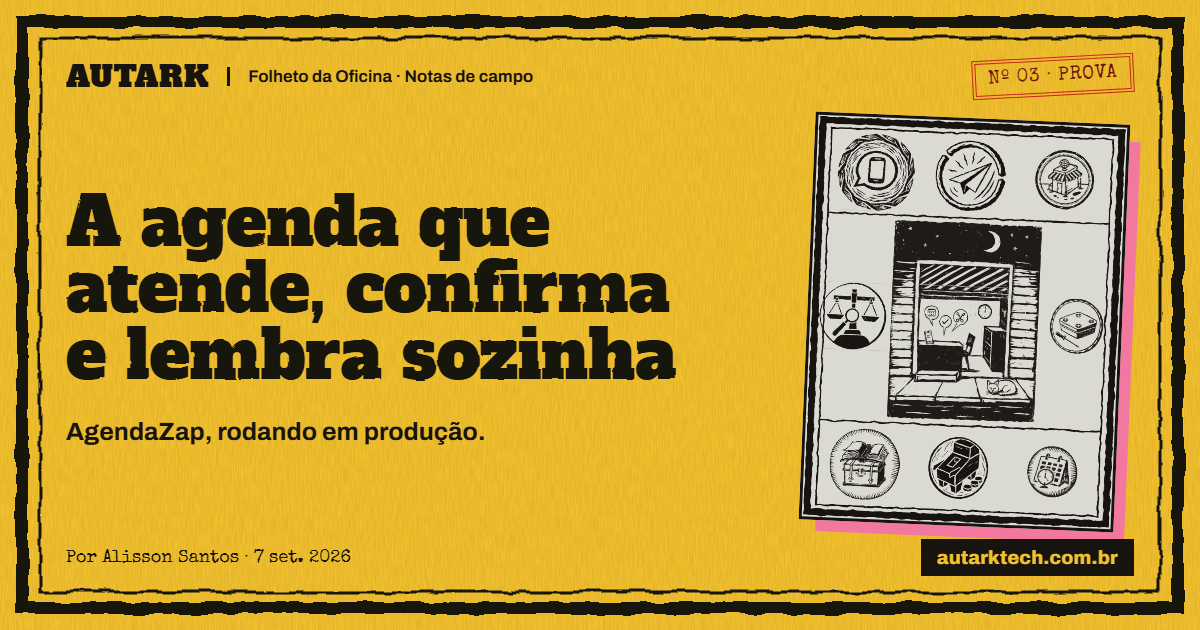 AUTARK
Folheto da Oficina · Notas de campo
Nº 03 · PROVA
A agenda que
atende, confirma
e lembra sozinha
AgendaZap, rodando em produção.
Por Alisson Santos · 7 set. 2026
autarktech.com.br